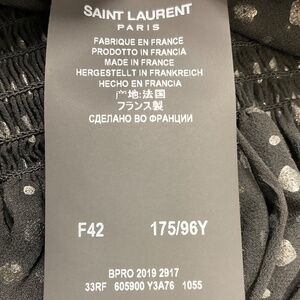 SAINT LAURENT
PARIS
FABRIQUE EN FRANCE
PRODOTTO IN FRANCIA
MADE IN FRANCE
HERGESTELLT IN FRANKREICH
HECHO EN FRANCIA
产地:法国
フランス製
СДЕЛАНО ВО ФРАНЦИИ
F42 175/96Y
BPRO 2019 2917
33RF 605900 Y3A76 1055